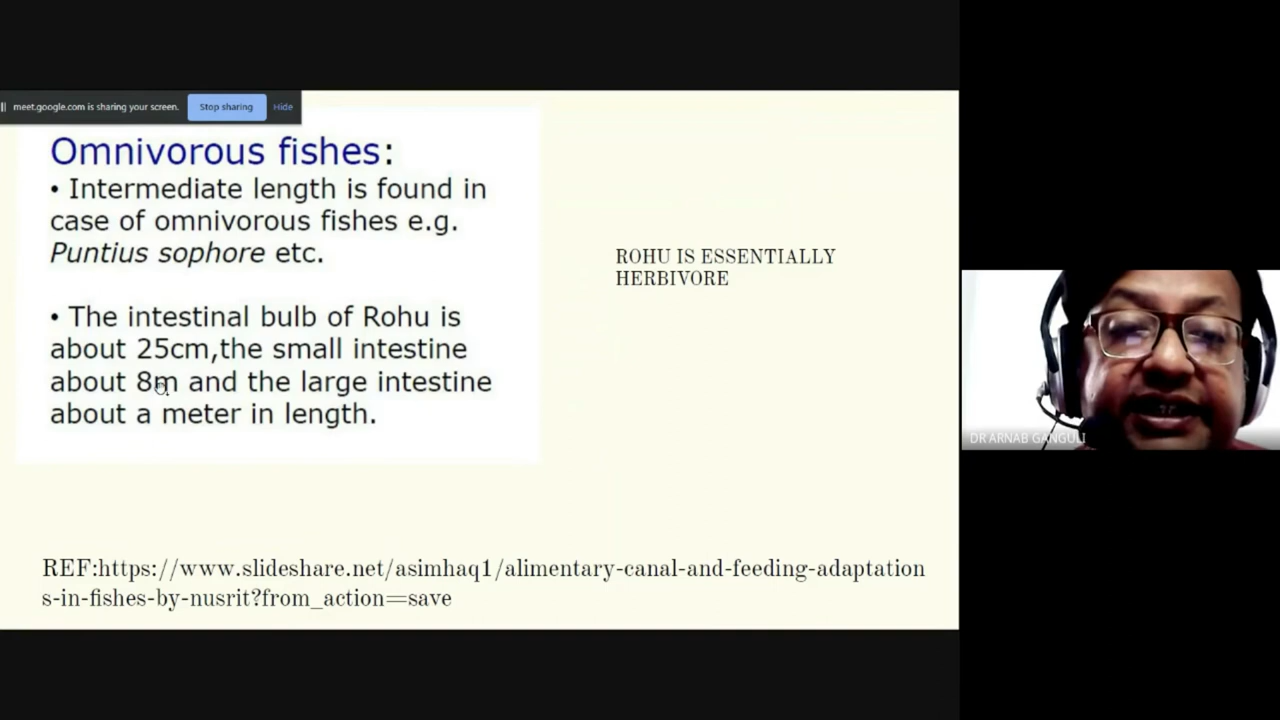 meet.google.com is sharing your screen. Stop sharing Hide
Omnivorous fishes:
• Intermediate length is found in
case of omnivorous fishes e.g.
Puntius sophore etc.
• The intestinal bulb of Rohu is
about 25cm,the small intestine
about 8m and the large intestine
about a meter in length.
ROHU IS ESSENTIALLY
HERBIVORE
REF:https://www.slideshare.net/asimhaq1/alimentary-canal-and-feeding-adaptation
s-in-fishes-by-nusrit?from_action=save
DR ARNAB GANGULI